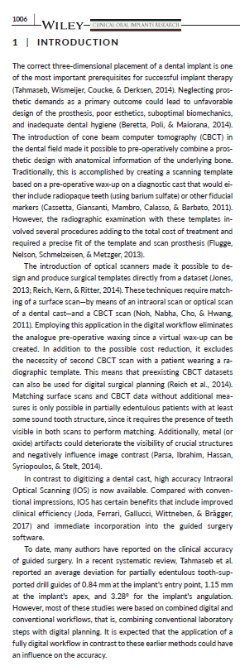 1006
WILEY
CLINICAL ORAL IMPLANTS RESEARCH
1 | INTRODUCTION
The correct three-dimensional placement of a dental implant is one
of the most important prerequisites for successful implant therapy
(Tahmaseb, Wismeijer, Coucke, & Derksen, 2014). Neglecting pros-
thetic demands as a primary outcome could lead to unfavorable
design of the prosthesis, poor esthetics, suboptimal biomechanics,
and inadequate dental hygiene (Beretta, Poli, & Maiorana, 2014).
The introduction of cone beam computer tomography (CBCT) in
the dental field made it possible to pre-operatively combine a pros-
thetic design with anatomical information of the underlying bone.
Traditionally, this is accomplished by creating a scanning template
based on a pre-operative wax-up on a diagnostic cast that would ei-
ther include radiopaque teeth (using barium sulfate) or other fiducial
markers (Cassetta, Giansanti, Mambro, Calasso, & Barbato, 2011).
However, the radiographic examination with these templates in-
volved several procedures adding to the total cost of treatment and
required a precise fit of the template and scan prosthesis (Flugge,
Nelson, Schmelzeisen, & Metzger, 2013).
The introduction of optical scanners made it possible to de-
sign and produce surgical templates directly from a dataset (Jones,
2013; Reich, Kern, & Ritter, 2014). These techniques require match-
ing of a surface scan—by means of an intraoral scan or optical scan
of a dental cast—and a CBCT scan (Noh, Nabha, Cho, & Hwang,
2011). Employing this application in the digital workflow eliminates
the analogue pre-operative waxing since a virtual wax-up can be
created. In addition to the possible cost reduction, it excludes
the necessity of second CBCT scan with a patient wearing a ra-
diographic template. This means that preexisting CBCT datasets
can also be used for digital surgical planning (Reich et al., 2014).
Matching surface scans and CBCT data without additional mea-
sures is only possible in partially edentulous patients with at least
some sound tooth structure, since it requires the presence of teeth
visible in both scans to perform matching. Additionally, metal (or
oxide) artifacts could deteriorate the visibility of crucial structures
and negatively influence image contrast (Parsa, Ibrahim, Hassan,
Syriopoulos, & Stelt, 2014).
In contrast to digitizing a dental cast, high accuracy Intraoral
Optical Scanning (IOS) is now available. Compared with conven-
tional impressions, IOS has certain benefits that include improved
clinical efficiency (Joda, Ferrari, Gallucci, Wittneben, & Brägger,
2017) and immediate incorporation into the guided surgery
software.
To date, many authors have reported on the clinical accuracy
of guided surgery. In a recent systematic review, Tahmaseb et al.
reported an average deviation for partially edentulous tooth-sup-
ported drill guides of 0.84 mm at the implant's entry point, 1.15 mm
at the implant's apex, and 3.28° for the implant's angulation.
However, most of these studies were based on combined digital and
conventional workflows, that is, combining conventional laboratory
steps with digital planning. It is expected that the application of a
fully digital workflow in contrast to these earlier methods could have
an influence on the accuracy.